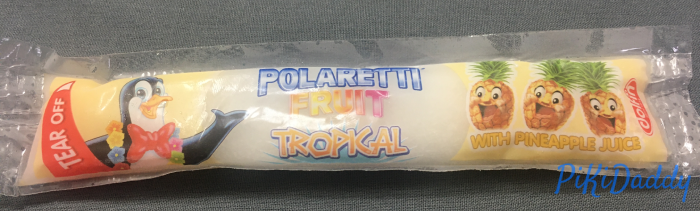 TEAR OFF
POLARETTI
FRUIT
TROPICAL
WITH PINEAPPLE JUICE
PiKiDaddy